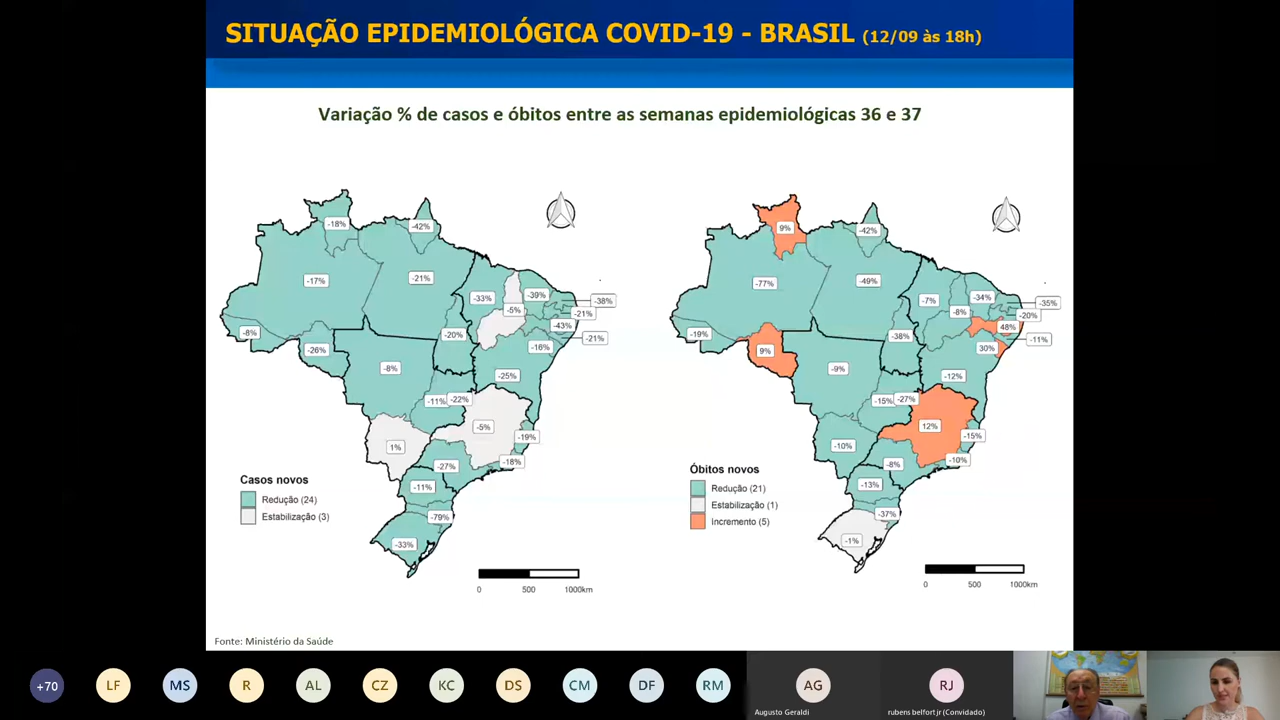 SITUAÇÃO EPIDEMIOLÓGICA COVID-19 - BRASIL (12/09 às 18h)
Variação % de casos e óbitos entre as semanas epidemiológicas 36 e 37
-18%
-42%
-17%
-21%
-33%
-39%
-38%
-5%
-21%
-43%
-21%
-8%
-26%
-20%
-16%
-8%
-25%
-11%
-22%
-5%
1%
-19%
-27%
-18%
-11%
-79%
-33%
Casos novos
Redução (24)
Estabilização (3)
0 500 1000km
9%
-42%
-77%
-49%
-7%
-34%
-35%
-8%
-20%
48%
-11%
-19%
9%
-38%
30%
-9%
-12%
-15%
-27%
12%
-10%
-15%
-8%
-10%
-13%
-37%
-1%
Óbitos novos
Redução (21)
Estabilização (1)
Incremento (5)
0 500 1000km
Fonte: Ministério da Saúde
+70
LF
MS
R
AL
CZ
KC
DS
CM
DF
RM
AG
Augusto Geraldi
RJ
rubens belfort jr (Convidado)